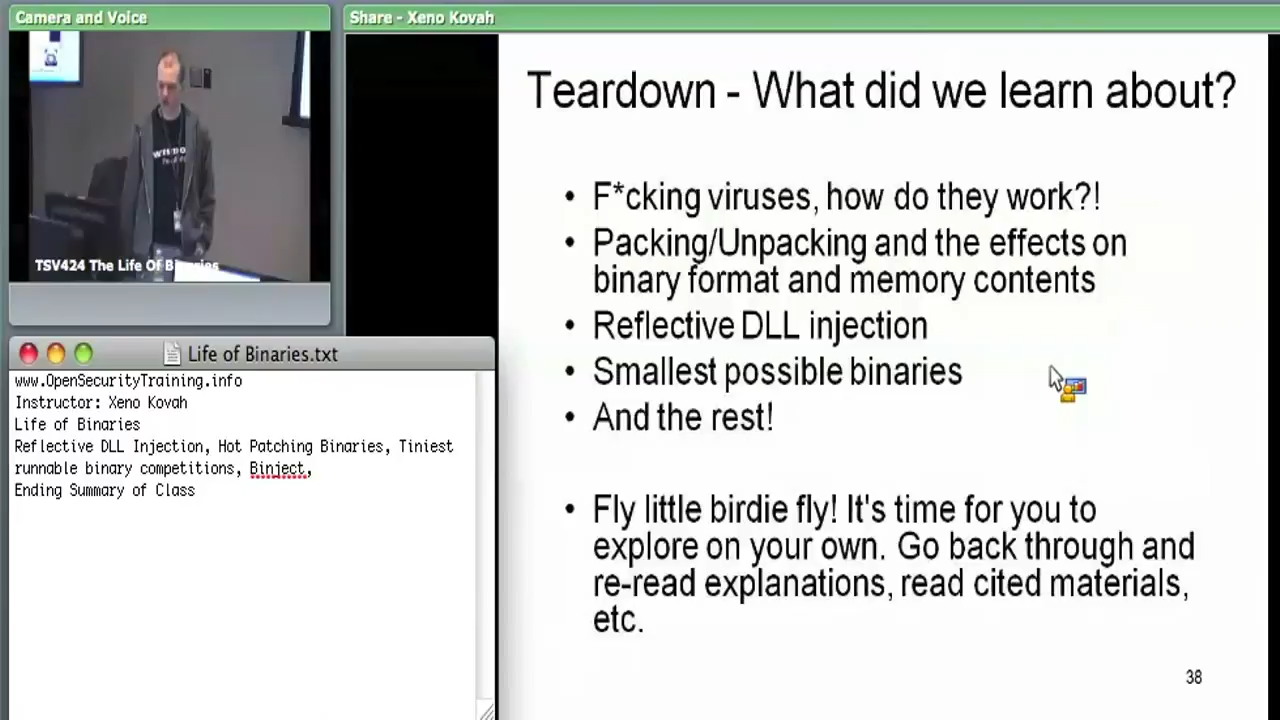 Camera and Voice
TSV424 The Life Of Binaries
Share - Xeno Kovah
Life of Binaries.txt
www.OpenSecurityTraining.info
Instructor: Xeno Kovah
Life of Binaries
Reflective DLL Injection, Hot Patching Binaries, Tiniest
runnable binary competitions, Binject,
Ending Summary of Class
Teardown - What did we learn about?
• F*cking viruses, how do they work?!
• Packing/Unpacking and the effects on
binary format and memory contents
• Reflective DLL injection
• Smallest possible binaries
• And the rest!
• Fly little birdie fly! It's time for you to
explore on your own. Go back through and
re-read explanations, read cited materials,
etc.
38